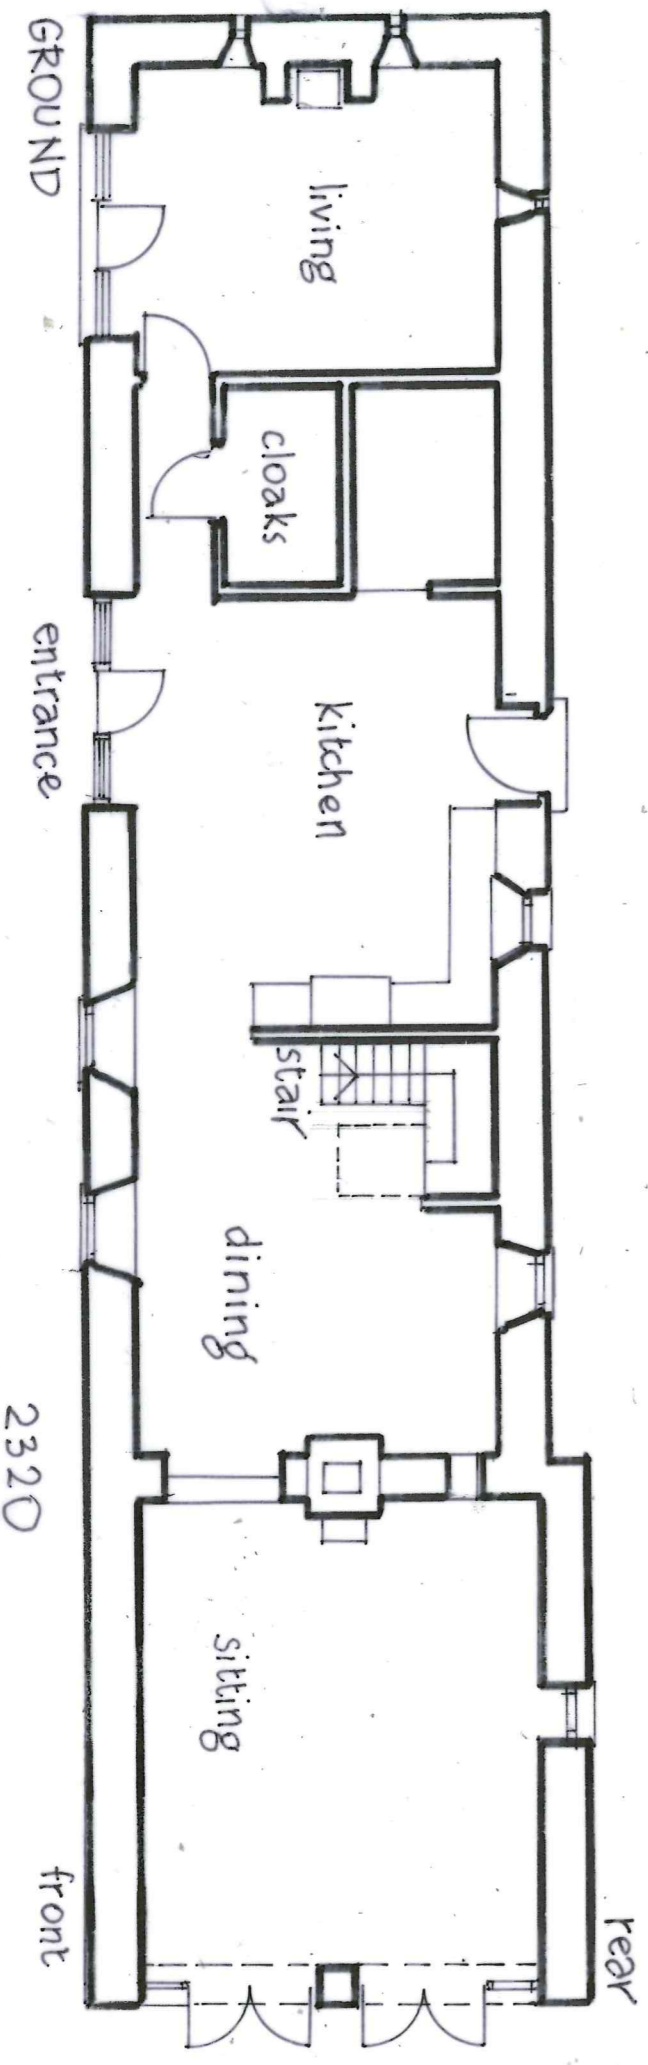 rear
living
cloaks
kitchen
stair
dining
sitting
GROUND
entrance
2320
front